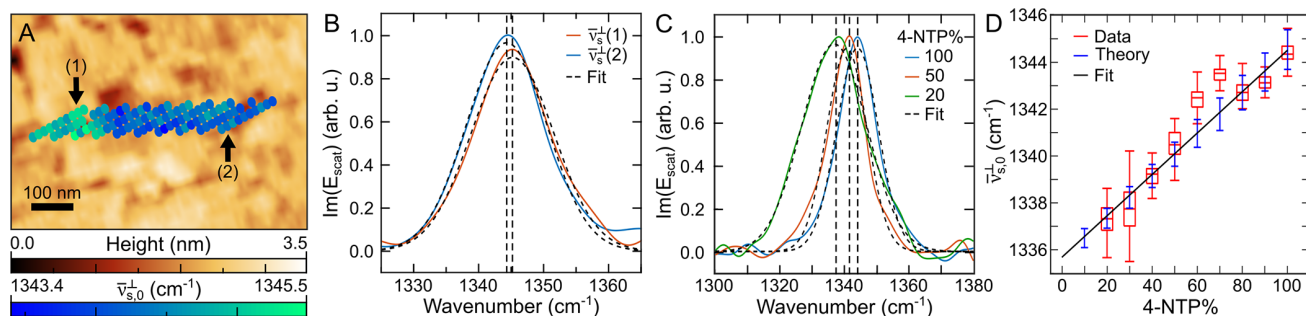 A
(1)
(2)
100 nm
0.0 Height (nm) 3.5
1343.4 ν̅⊥s,0 (cm-1) 1345.5
B
Im(Escat) (arb. u.)
1.0
0.8
0.6
0.4
0.2
0.0
ν̅⊥s(1)
ν̅⊥s(2)
Fit
1330 1340 1350 1360
Wavenumber (cm-1)
C
Im(Escat) (arb. u.)
1.0
0.8
0.6
0.4
0.2
0.0
4-NTP%
100
50
20
Fit
1300 1320 1340 1360 1380
Wavenumber (cm-1)
D
ν̅⊥s,0 (cm-1)
1346
1344
1342
1340
1338
1336
Data
Theory
Fit
0 20 40 60 80 100
4-NTP%